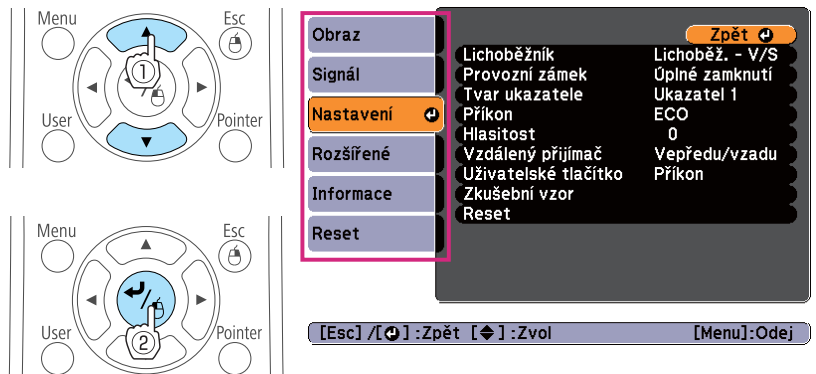 Menu
Esc
1
User
Pointer
Menu
Esc
User
Pointer
2
Obraz
Signál
Nastavení
Rozšířené
Informace
Reset
Zpět
Lichoběžník Lichoběž. - V/S
Provozní zámek Úplné zamknutí
Tvar ukazatele Ukazatel 1
Příkon ECO
Hlasitost 0
Vzdálený přijímač Vepředu/vzadu
Uživatelské tlačítko Příkon
Zkušební vzor
Reset
[Esc] /[ ] :Zpět [ ] :Zvol [Menu]:Odej